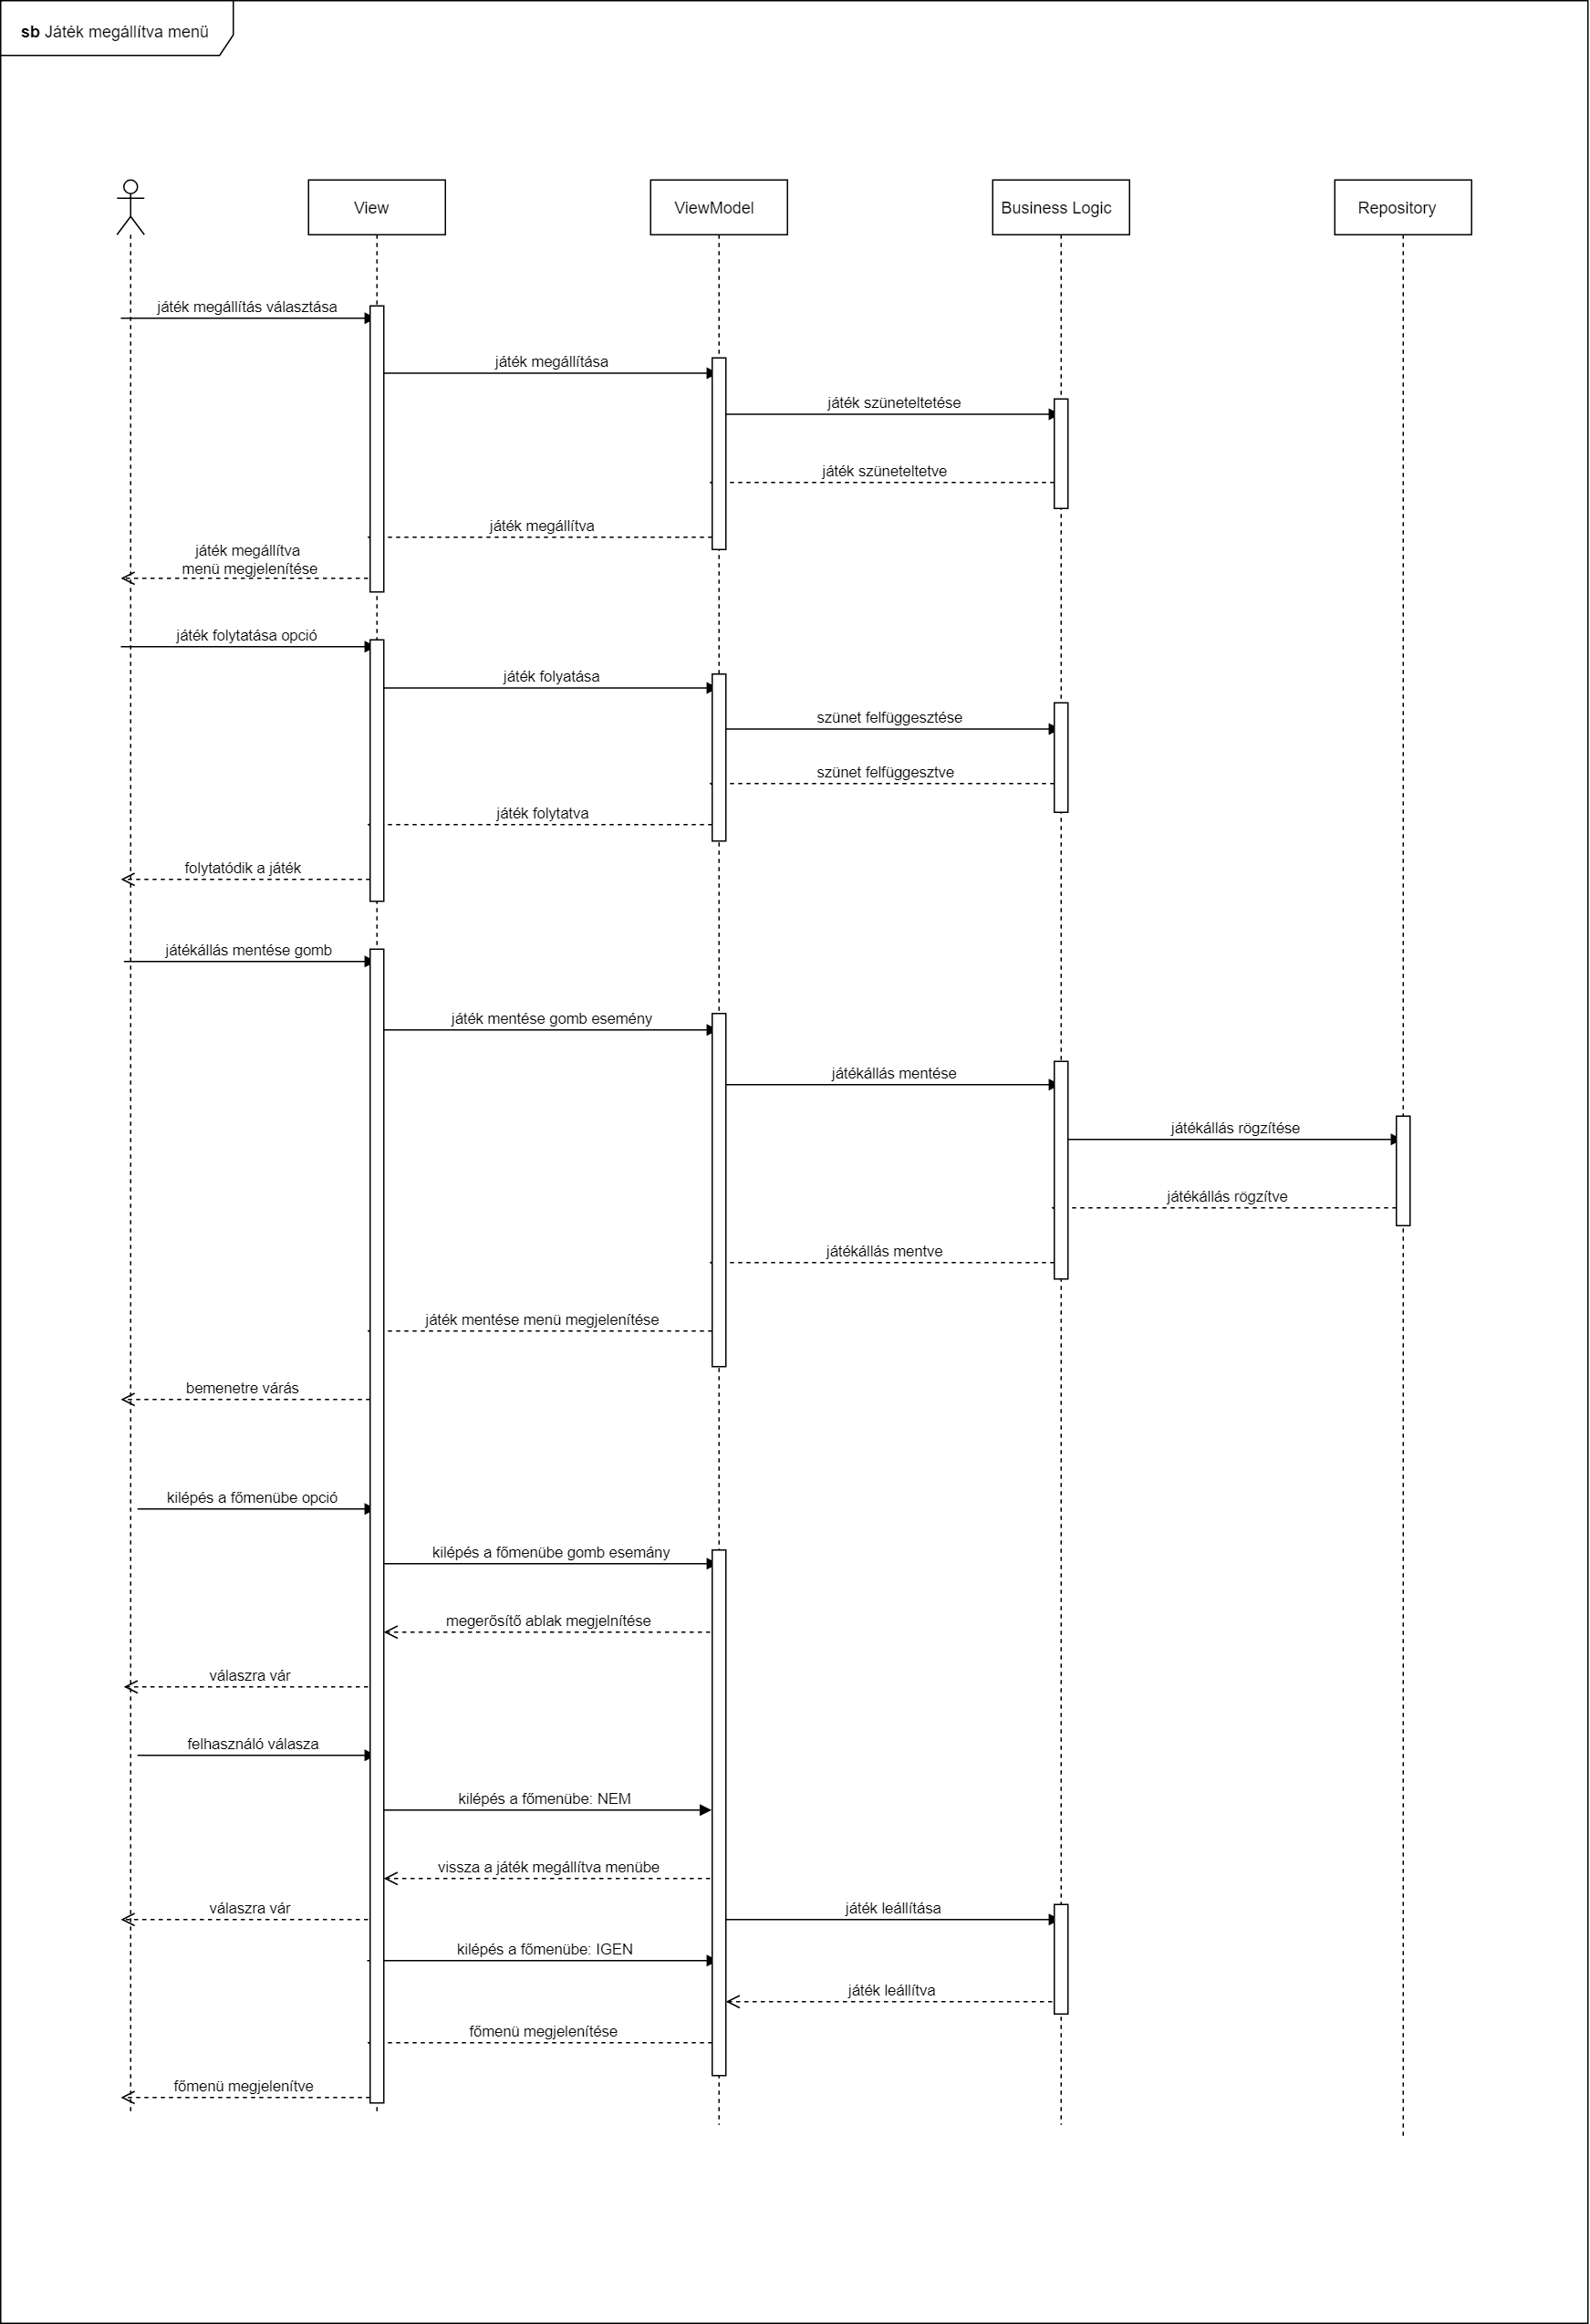 sb Játék megállítva menü
View
ViewModel
Business Logic
Repository
játék megállítás választása
játék megállítása
játék szüneteltetése
játék szüneteltetve
játék megállítva
játék megállítva
menü megjelenítése
játék folytatása opció
játék folyatása
szünet felfüggesztése
szünet felfüggesztve
játék folytatva
folytatódik a játék
játékállás mentése gomb
játék mentése gomb esemény
játékállás mentése
játékállás rögzítése
játékállás rögzítve
játékállás mentve
játék mentése menü megjelenítése
bemenetre várás
kilépés a főmenübe opció
kilépés a főmenübe gomb esemány
megerősítő ablak megjelnítése
válaszra vár
felhasználó válasza
kilépés a főmenübe: NEM
vissza a játék megállítva menübe
válaszra vár
játék leállítása
kilépés a főmenübe: IGEN
játék leállítva
főmenü megjelenítése
főmenü megjelenítve